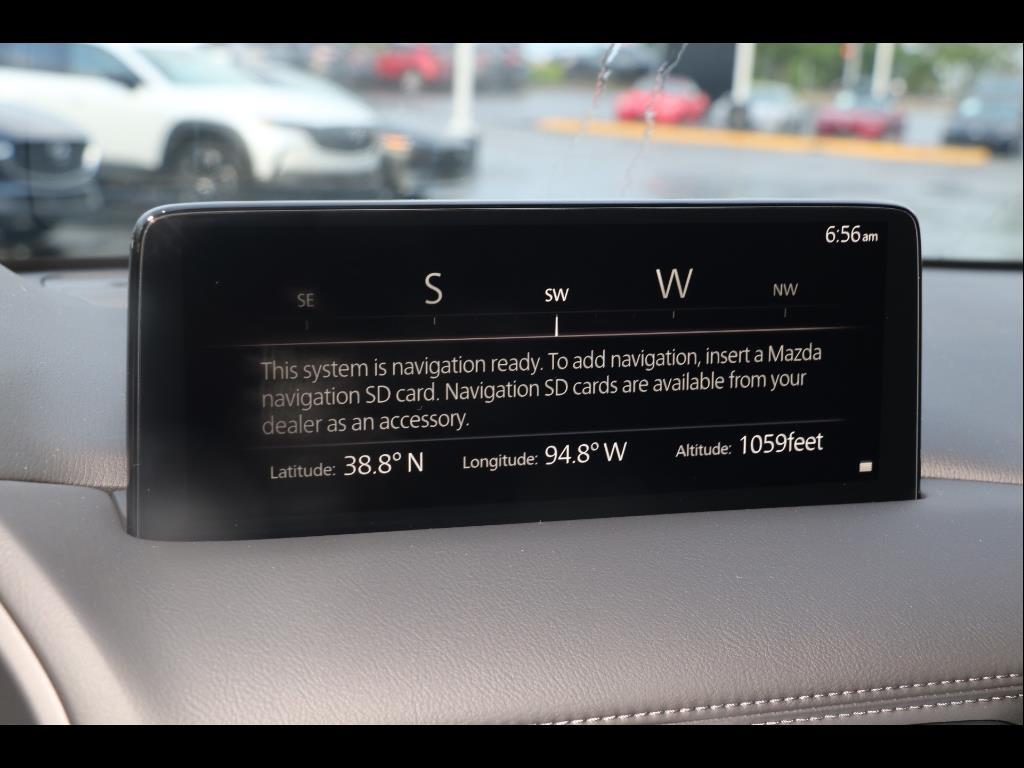 6:56am
SE S SW W NW
This system is navigation ready. To add navigation, insert a Mazda
navigation SD card. Navigation SD cards are available from your
dealer as an accessory.
Latitude: 38.8° N Longitude: 94.8° W Altitude: 1059feet